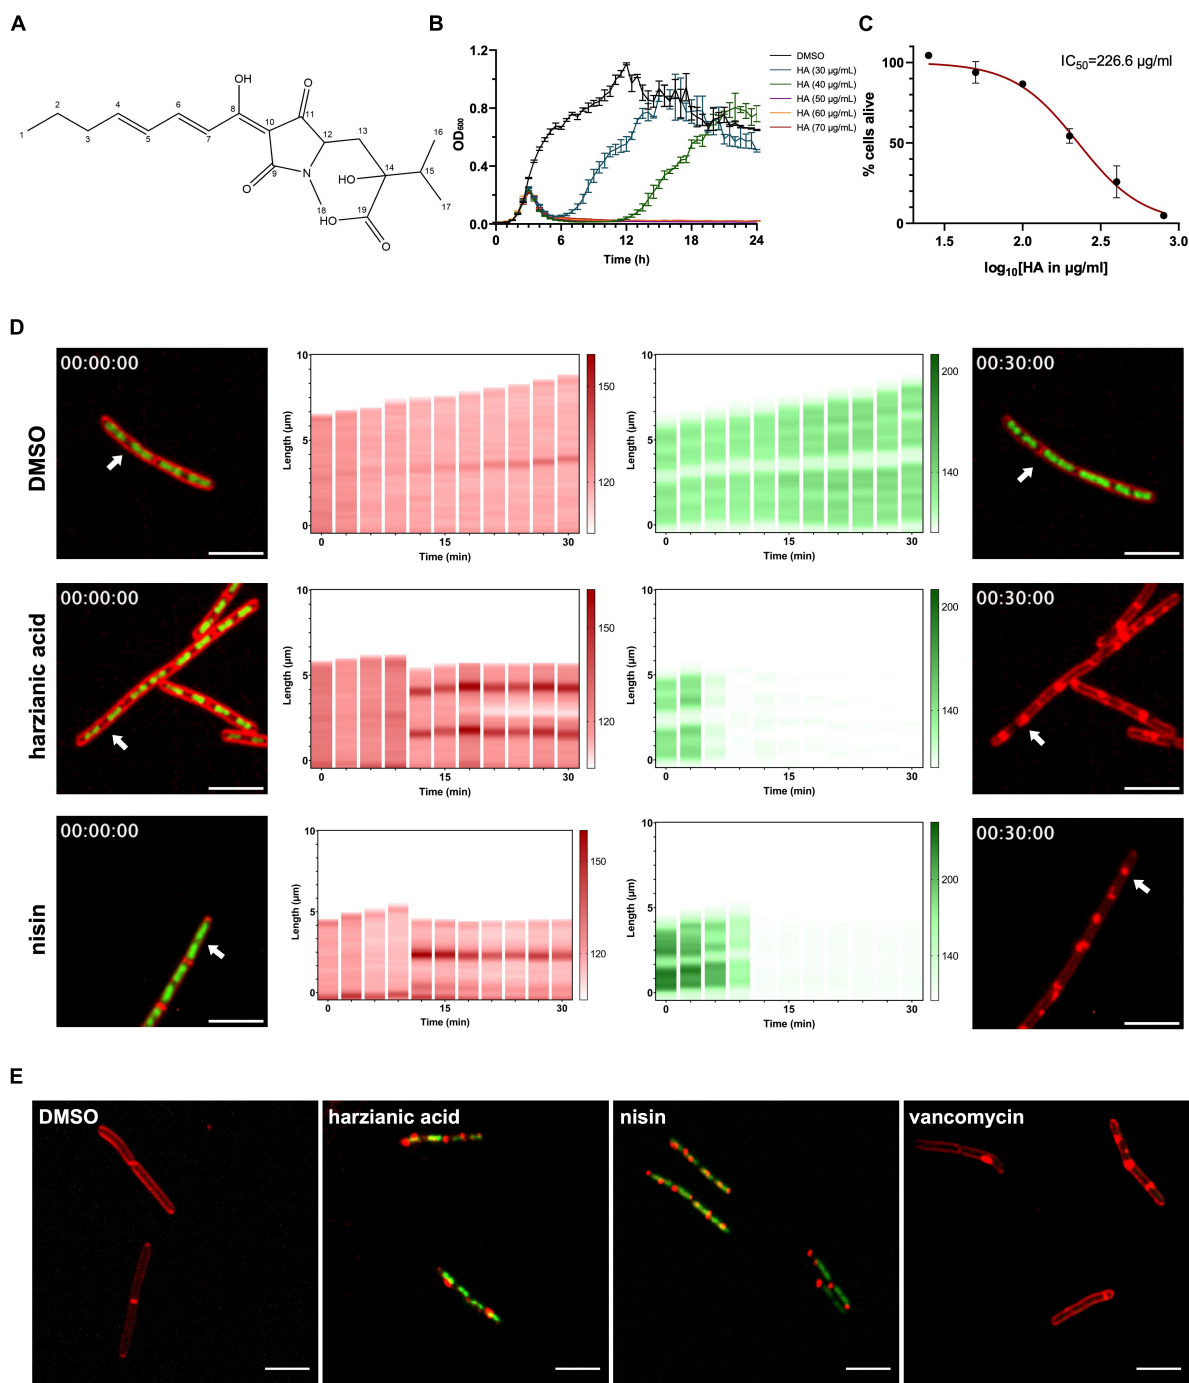 A
OH
O
1
2
3
4
5
6
7
8
9
10
11
12
13
14
15
16
17
18
19
O
N
HO
HO
O
B
1.2
0.8
0.4
0.0
OD600
0
6
12
18
24
Time (h)
DMSO
HA (30 µg/mL)
HA (40 µg/mL)
HA (50 µg/mL)
HA (60 µg/mL)
HA (70 µg/mL)
C
IC50=226.6 µg/ml
100
50
0
% cells alive
1.5
2.0
2.5
3.0
log10[HA in µg/ml]
D
DMSO
00:00:00
10
5
0
Length (µm)
0
15
30
Time (min)
150
120
10
5
0
Length (µm)
0
15
30
Time (min)
200
140
00:30:00
harzianic acid
00:00:00
10
5
0
Length (µm)
0
15
30
Time (min)
150
120
10
5
0
Length (µm)
0
15
30
Time (min)
200
140
00:30:00
nisin
00:00:00
10
5
0
Length (µm)
0
15
30
Time (min)
150
120
10
5
0
Length (µm)
0
15
30
Time (min)
200
140
00:30:00
E
DMSO
harzianic acid
nisin
vancomycin